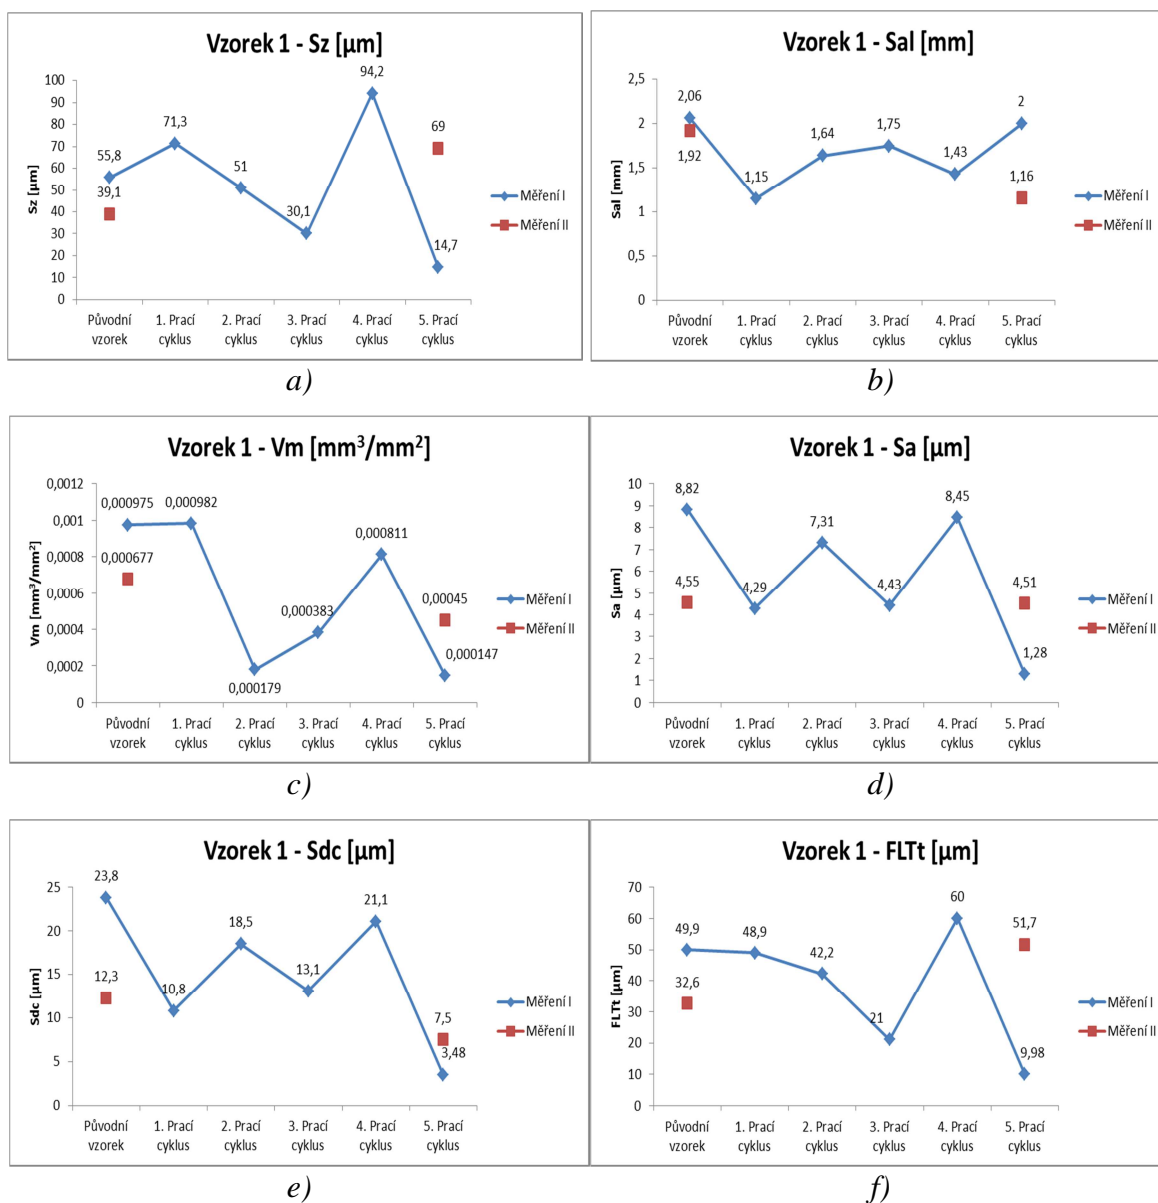 Vzorek 1 - Sz [µm]
94,2
100
90
80
70
60
50
40
30
20
10
0
Sz [µm]
55,8
39,1
71,3
51
30,1
69
14,7
Měření I
Měření II
Původní vzorek
1. Prací cyklus
2. Prací cyklus
3. Prací cyklus
4. Prací cyklus
5. Prací cyklus
a)
Vzorek 1 - Sal [mm]
2,5
2
1,5
1
0,5
0
Sal [mm]
2,06
1,92
1,15
1,64
1,75
1,43
2
1,16
Měření I
Měření II
Původní vzorek
1. Prací cyklus
2. Prací cyklus
3. Prací cyklus
4. Prací cyklus
5. Prací cyklus
b)
Vzorek 1 - Vm [mm³/mm²]
0,0012
0,001
0,0008
0,0006
0,0004
0,0002
0
Vm [mm³/mm²]
0,000975
0,000982
0,000677
0,000179
0,000383
0,000811
0,00045
0,000147
Měření I
Měření II
Původní vzorek
1. Prací cyklus
2. Prací cyklus
3. Prací cyklus
4. Prací cyklus
5. Prací cyklus
c)
Vzorek 1 - Sa [µm]
10
9
8
7
6
5
4
3
2
1
0
Sa [µm]
8,82
4,55
4,29
7,31
4,43
8,45
4,51
1,28
Měření I
Měření II
Původní vzorek
1. Prací cyklus
2. Prací cyklus
3. Prací cyklus
4. Prací cyklus
5. Prací cyklus
d)
Vzorek 1 - Sdc [µm]
25
20
15
10
5
0
Sdc [µm]
23,8
12,3
10,8
18,5
13,1
21,1
7,5
3,48
Měření I
Měření II
Původní vzorek
1. Prací cyklus
2. Prací cyklus
3. Prací cyklus
4. Prací cyklus
5. Prací cyklus
e)
Vzorek 1 - FLTt [µm]
70
60
50
40
30
20
10
0
FLTt [µm]
49,9
32,6
48,9
42,2
21
60
51,7
9,98
Měření I
Měření II
Původní vzorek
1. Prací cyklus
2. Prací cyklus
3. Prací cyklus
4. Prací cyklus
5. Prací cyklus
f)